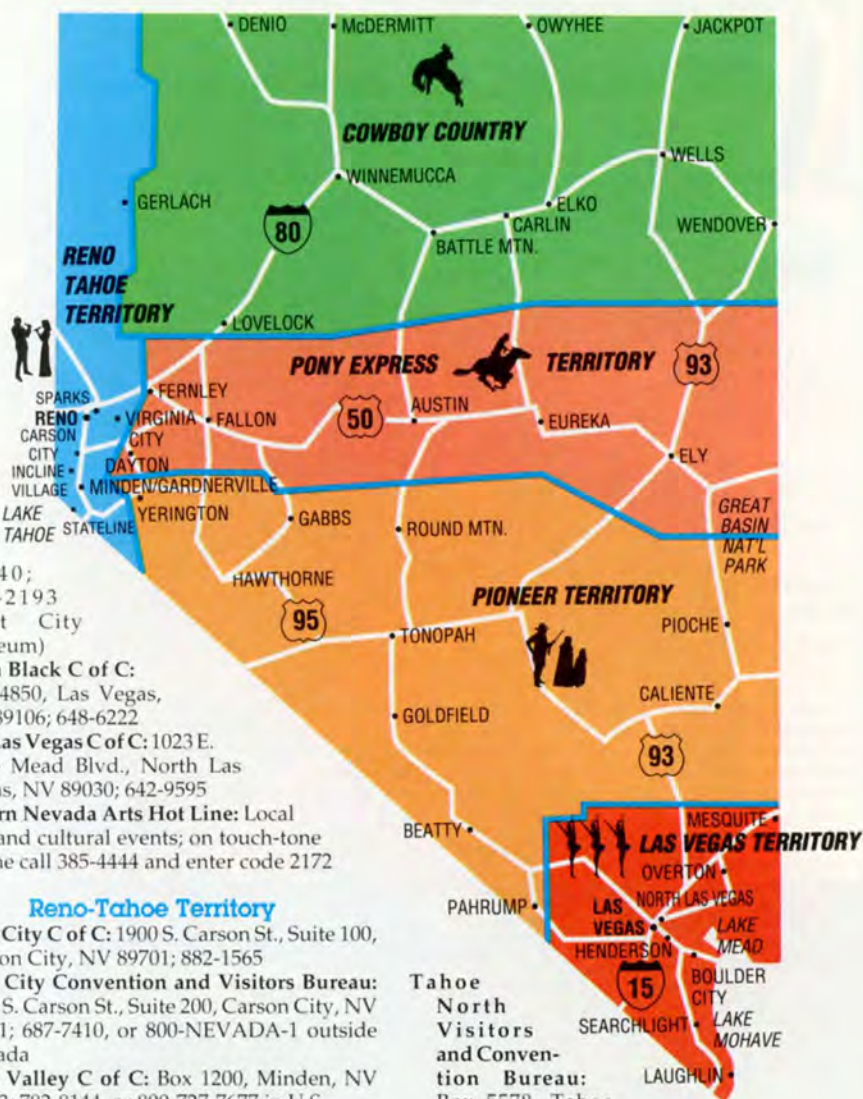 DENIO
McDERMITT
OWYHEE
JACKPOT
COWBOY COUNTRY
WELLS
WINNEMUCCA
GERLACH
ELKO
CARLIN
WENDOVER
80
BATTLE MTN.
RENO
TAHOE
TERRITORY
LOVELOCK
PONY EXPRESS
TERRITORY
93
SPARKS
FERNLEY
RENO
VIRGINIA
CITY
FALLON
50
AUSTIN
EUREKA
CARSON
CITY
DAYTON
ELY
INCLINE
VILLAGE
MINDEN/GARDNERVILLE
LAKE
TAHOE
STATELINE
YERINGTON
GABBS
ROUND MTN.
GREAT
BASIN
NAT'L
PARK
HAWTHORNE
95
PIONEER TERRITORY
TONOPAH
PIOCHE
GOLDFIELD
CALIENTE
93
BEATTY
MESQUITE
LAS VEGAS TERRITORY
OVERTON
PAHRUMP
LAS
VEGAS
NORTH LAS VEGAS
LAKE
MEAD
HENDERSON
15
BOULDER
CITY
SEARCHLIGHT
LAKE
MOHAVE
LAUGHLIN
40;
-2193
t City
eum)
Black C of C:
4850, Las Vegas,
89106; 648-6222
Las Vegas C of C: 1023 E.
Mead Blvd., North Las
as, NV 89030; 642-9595
rn Nevada Arts Hot Line: Local
and cultural events; on touch-tone
ne call 385-4444 and enter code 2172
Reno-Tahoe Territory
City C of C: 1900 S. Carson St., Suite 100,
on City, NV 89701; 882-1565
City Convention and Visitors Bureau:
S. Carson St., Suite 200, Carson City, NV
1; 687-7410, or 800-NEVADA-1 outside
ada
Valley C of C: Box 1200, Minden, NV
Tahoe
North
Visitors
and Conven-
tion Bureau: